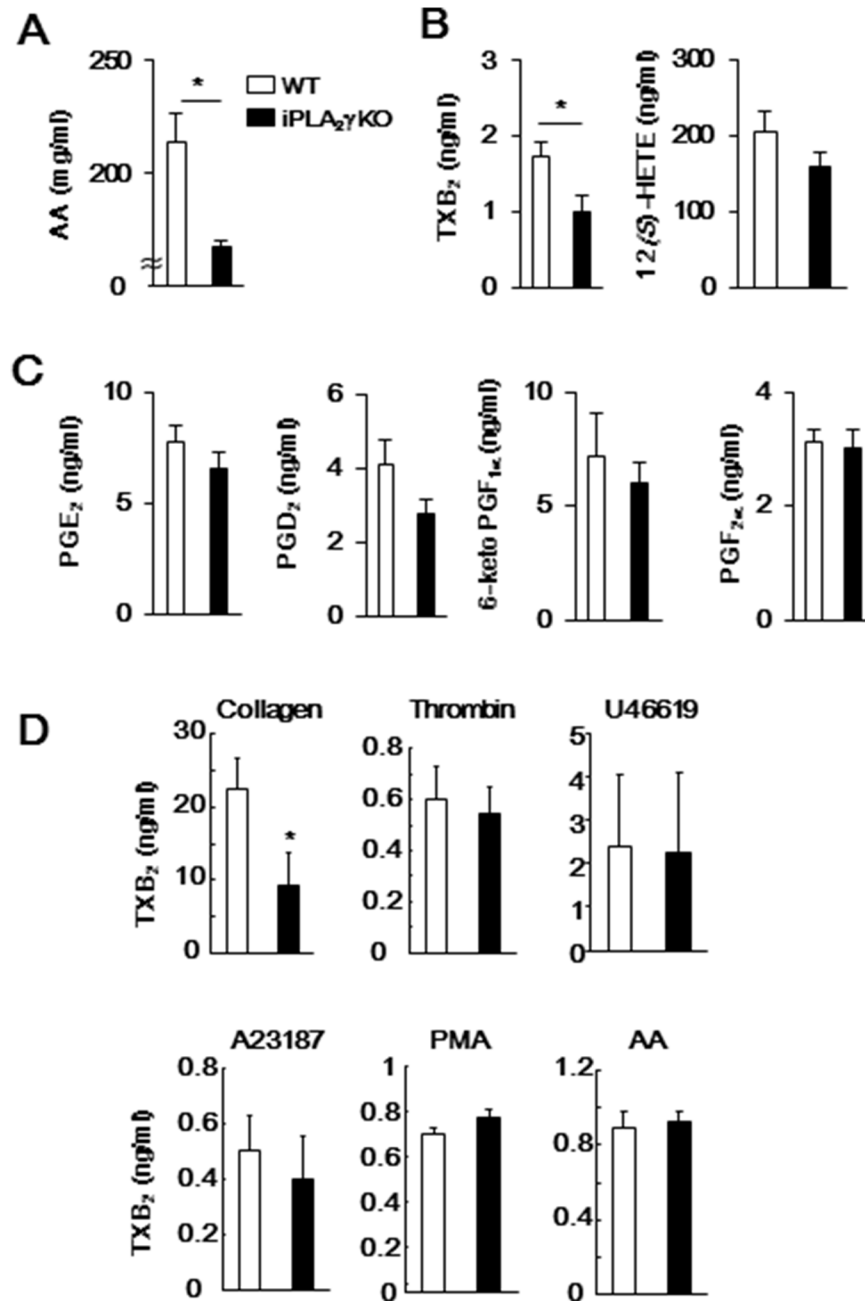 A
AA (mg/ml)
250
200
0
*
WT
iPLA₂γKO
B
TXB₂ (ng/ml)
3
2
1
0
*
12(S)-HETE (ng/ml)
300
200
100
0
C
PGE₂ (ng/ml)
10
5
0
PGD₂ (ng/ml)
6
4
2
0
6-keto PGF₁α (ng/ml)
10
5
0
PGF₂α (ng/ml)
4
2
0
D
Collagen
TXB₂ (ng/ml)
30
20
10
0
*
Thrombin
0.8
0.6
0.4
0.2
0
U46619
5
4
3
2
1
0
A23187
TXB₂ (ng/ml)
0.8
0.6
0.4
0.2
0
PMA
1
0.8
0.6
0.4
0.2
0
AA
1.2
0.8
0.4
0